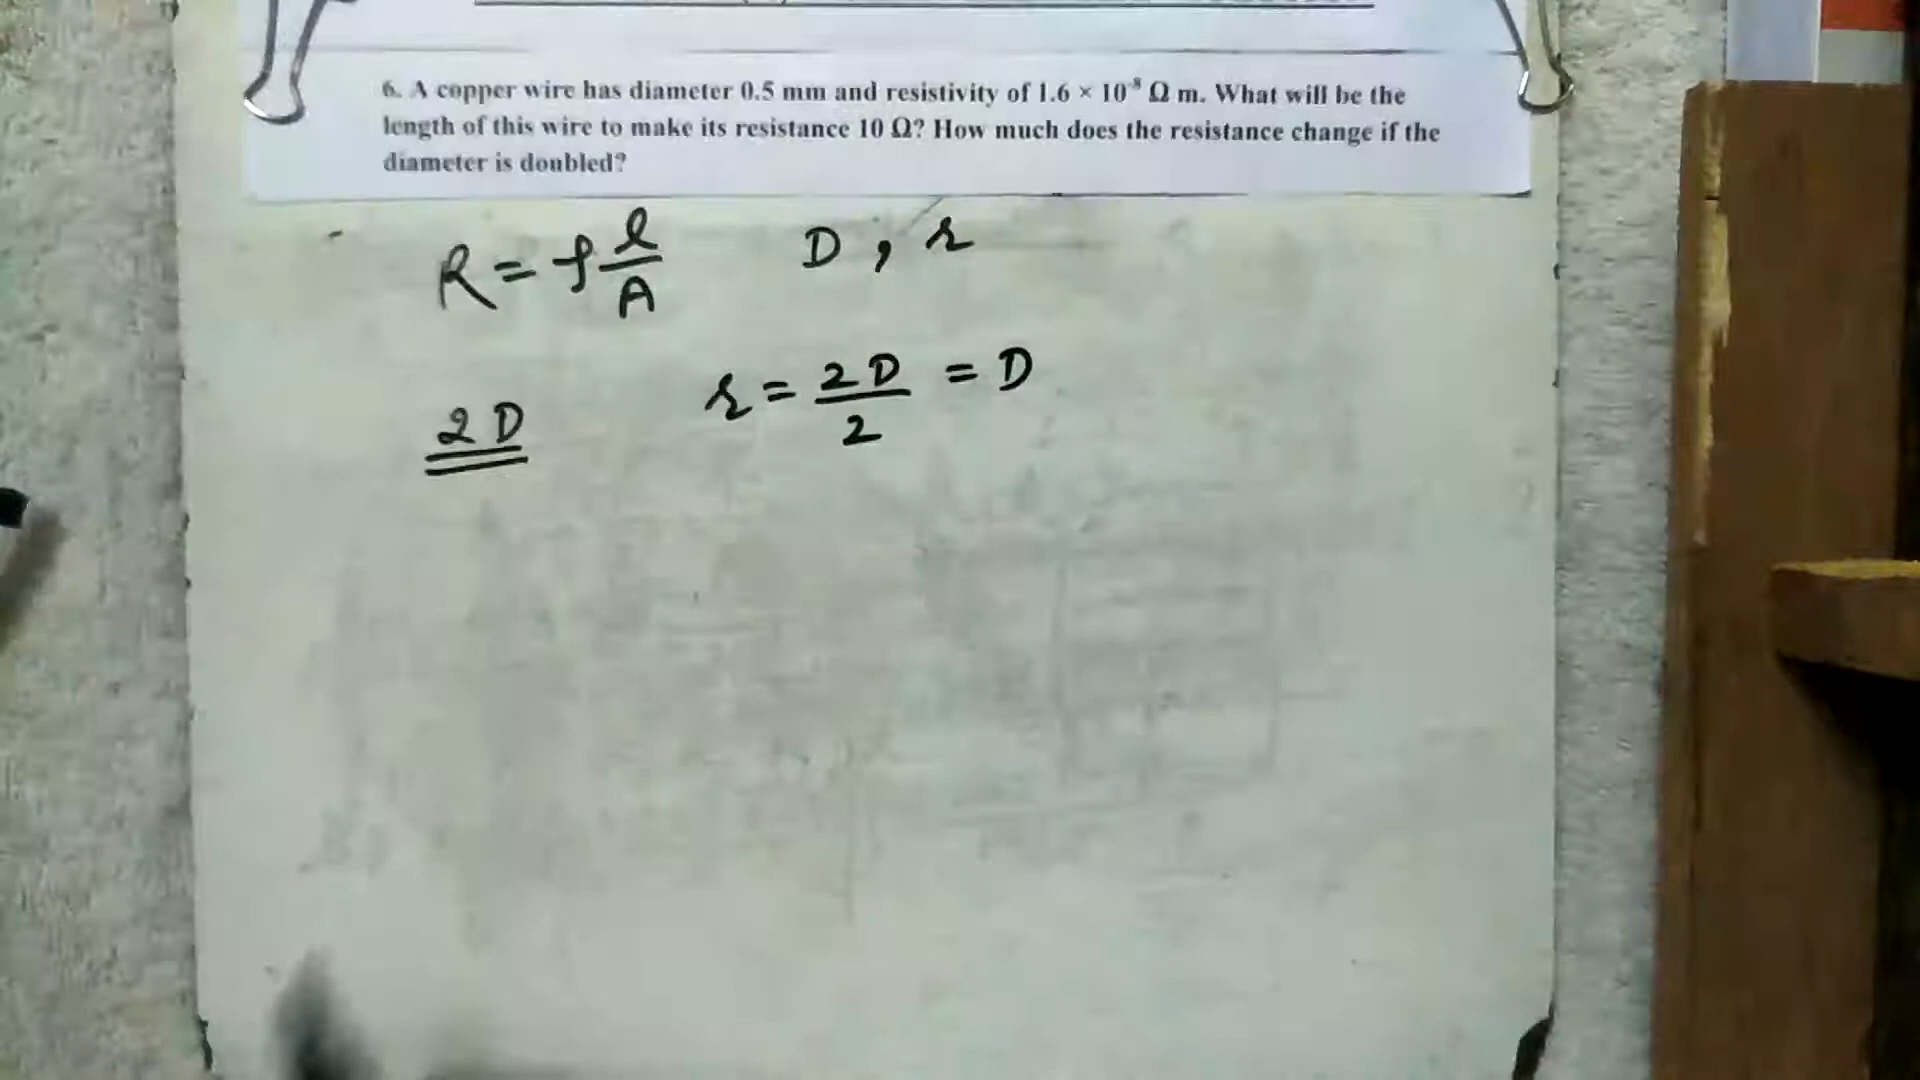 6. A copper wire has diameter 0.5 mm and resistivity of 1.6 × 10⁻⁸ Ω m. What will be the
length of this wire to make its resistance 10 Ω? How much does the resistance change if the
diameter is doubled?
R = ρ l/A   D , r
r = 2D/2 = D
2D